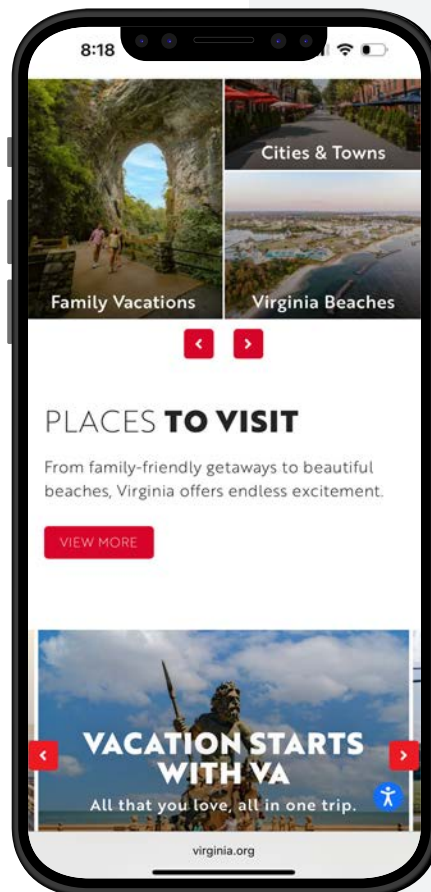 8:18
Cities & Towns
Family Vacations
Virginia Beaches
PLACES TO VISIT
From family-friendly getaways to beautiful
beaches, Virginia offers endless excitement.
VIEW MORE
VACATION STARTS
WITH VA
All that you love, all in one trip.
virginia.org